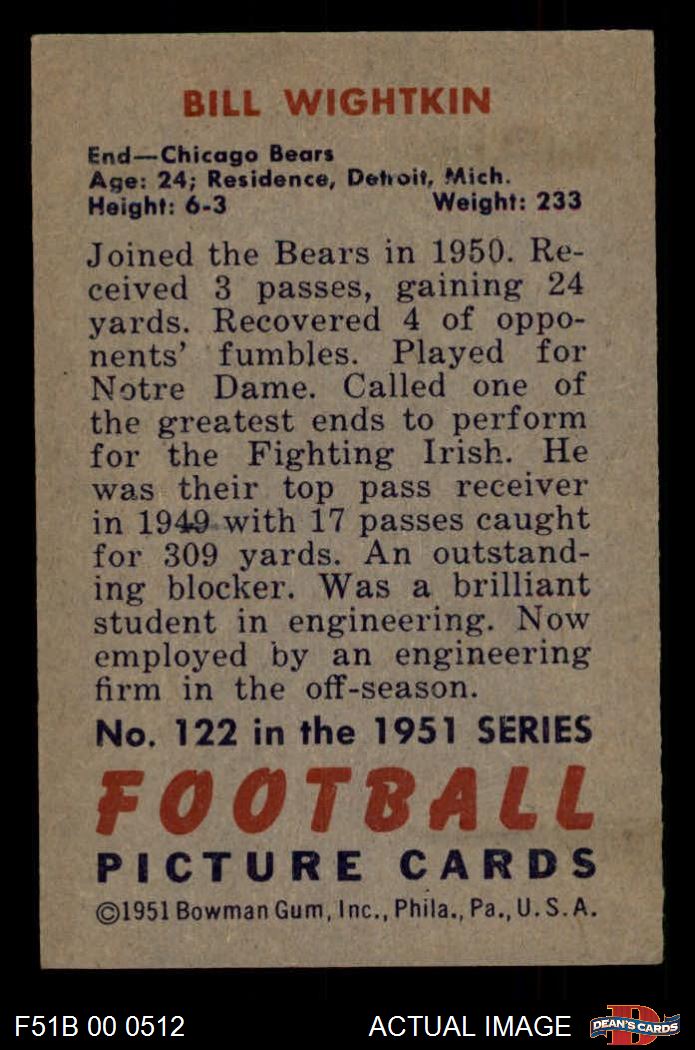 BILL WIGHTKIN
End—Chicago Bears
Age: 24; Residence, Detroit, Mich.
Height: 6-3 Weight: 233
Joined the Bears in 1950. Re-
ceived 3 passes, gaining 24
yards. Recovered 4 of oppo-
nents' fumbles. Played for
Notre Dame. Called one of
the greatest ends to perform
for the Fighting Irish. He
was their top pass receiver
in 1949 with 17 passes caught
for 309 yards. An outstand-
ing blocker. Was a brilliant
student in engineering. Now
employed by an engineering
firm in the off-season.
No. 122 in the 1951 SERIES
FOOTBALL
PICTURE CARDS
©1951 Bowman Gum, Inc., Phila., Pa., U. S. A.
F51B 00 0512 ACTUAL IMAGE D DEAN'S CARDS